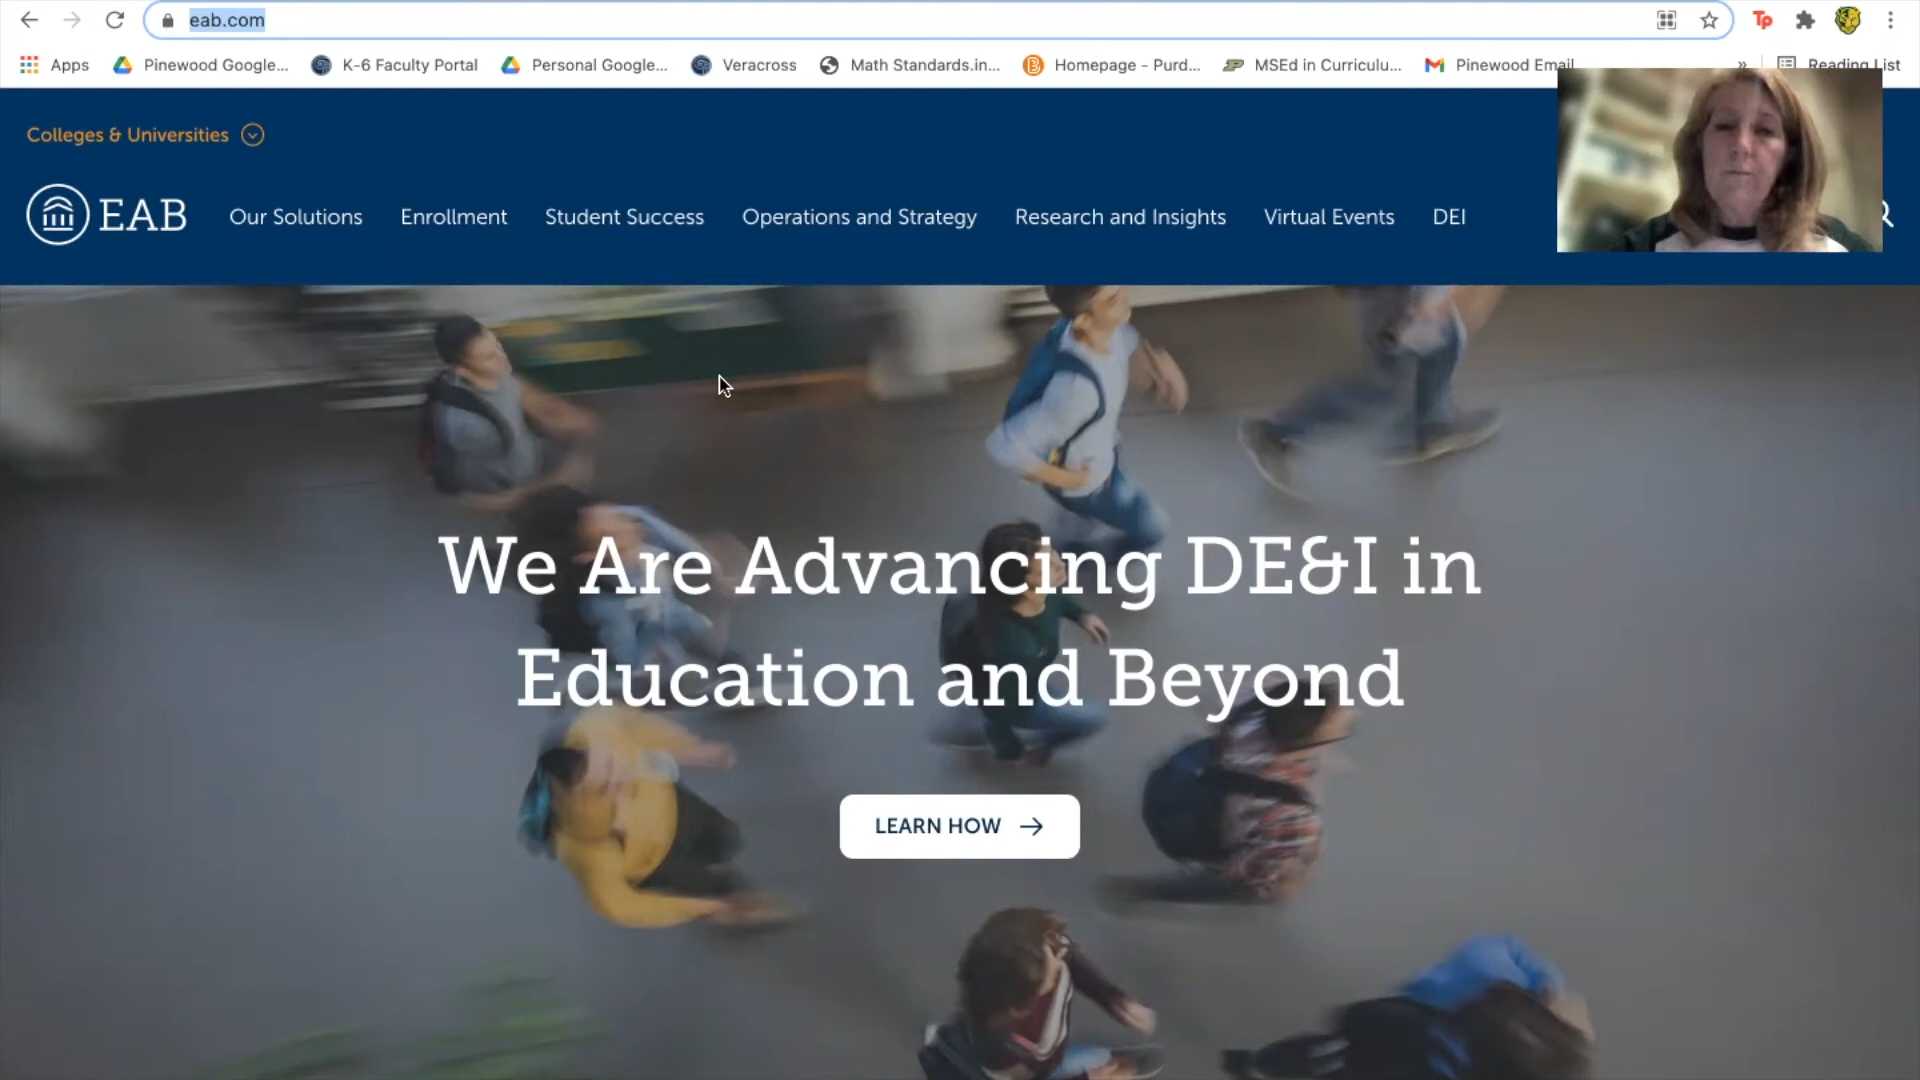 eab.com
Tp
Apps Pinewood Google... K-6 Faculty Portal Personal Google... Veracross Math Standards.in... Homepage - Purd... MSEd in Curriculu... Pinewood Email » Reading List
Colleges & Universities
EAB Our Solutions Enrollment Student Success Operations and Strategy Research and Insights Virtual Events DEI
We Are Advancing DE&I in
Education and Beyond
LEARN HOW →